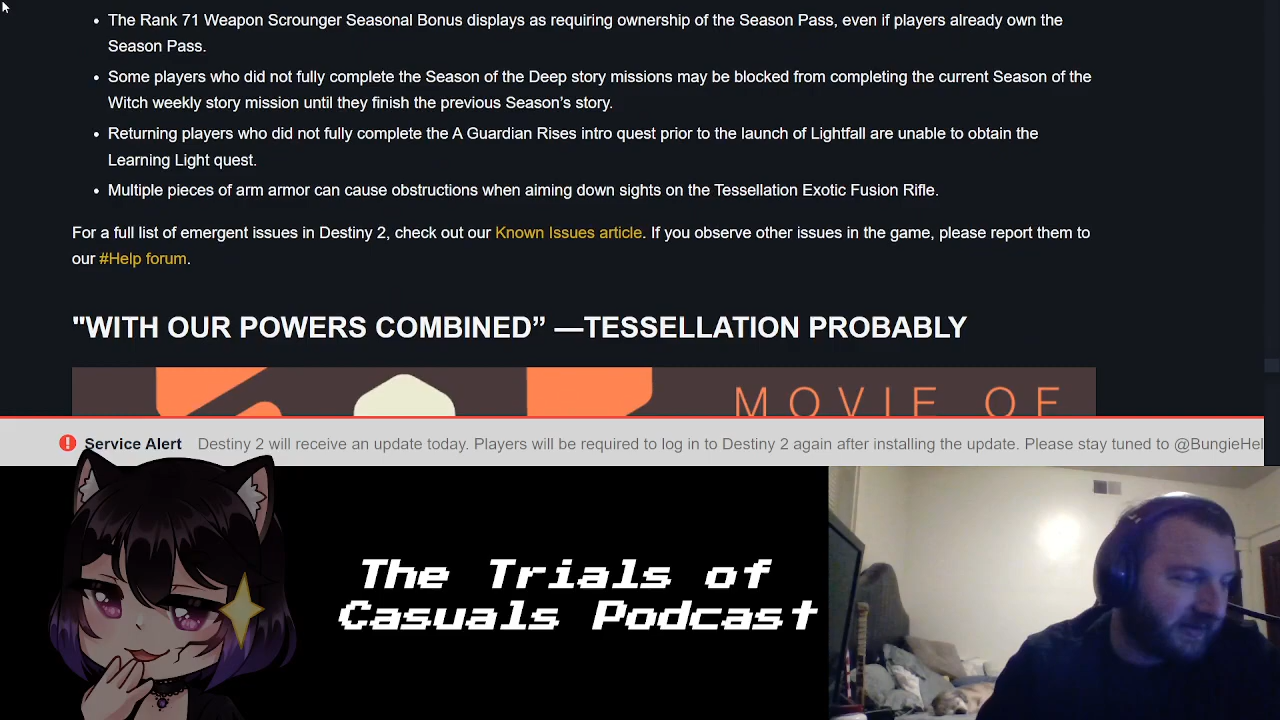 The Rank 71 Weapon Scrounger Seasonal Bonus displays as requiring ownership of the Season Pass, even if players already own the
Season Pass.
Some players who did not fully complete the Season of the Deep story missions may be blocked from completing the current Season of the
Witch weekly story mission until they finish the previous Season’s story.
Returning players who did not fully complete the A Guardian Rises intro quest prior to the launch of Lightfall are unable to obtain the
Learning Light quest.
Multiple pieces of arm armor can cause obstructions when aiming down sights on the Tessellation Exotic Fusion Rifle.
For a full list of emergent issues in Destiny 2, check out our Known Issues article. If you observe other issues in the game, please report them to
our #Help forum.
"WITH OUR POWERS COMBINED” —TESSELLATION PROBABLY
MOVIE OF
Service Alert Destiny 2 will receive an update today. Players will be required to log in to Destiny 2 again after installing the update. Please stay tuned to @BungieHel
The Trials of
Casuals Podcast